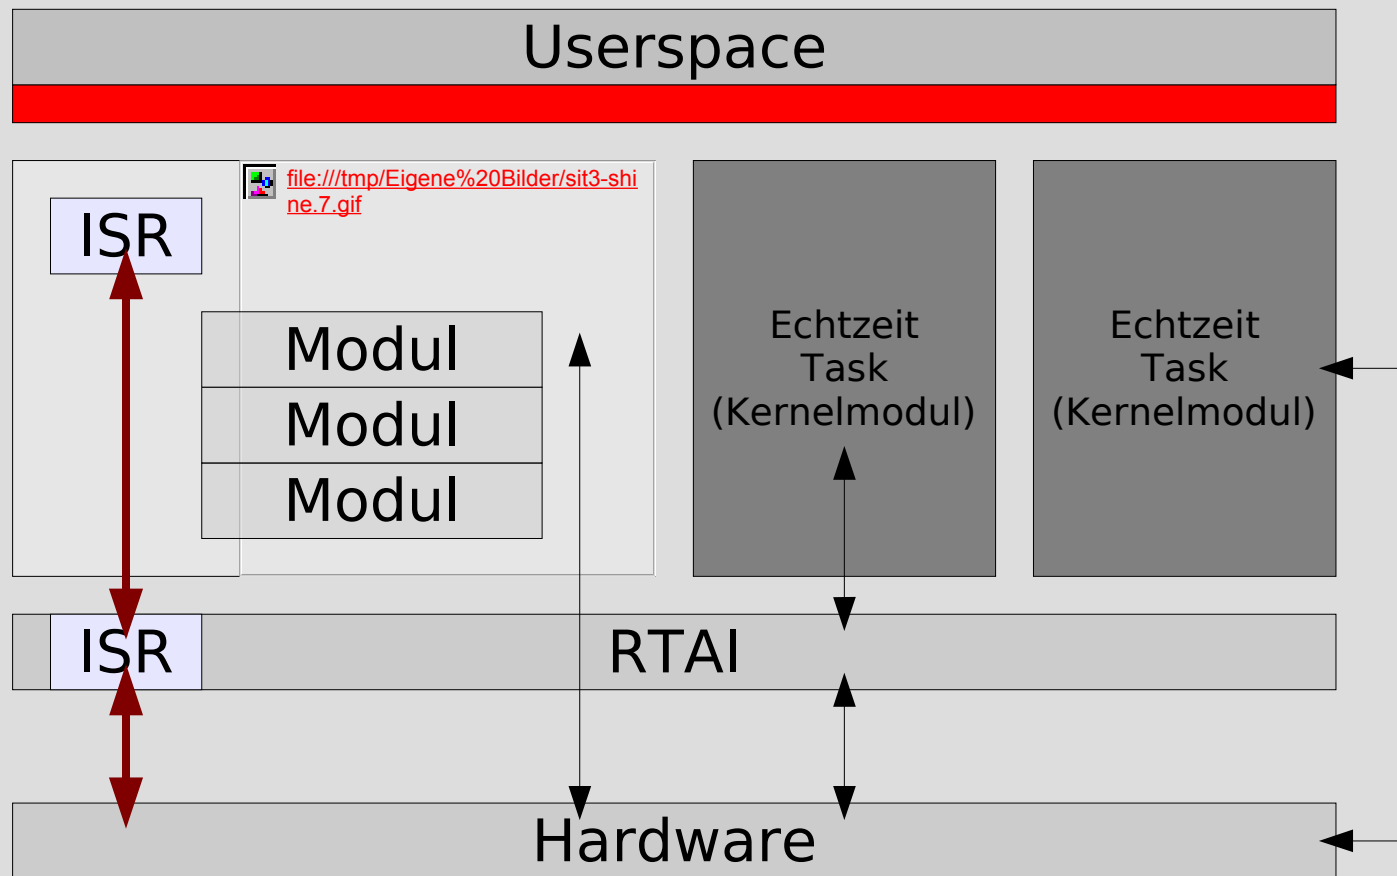 Userspace
ISR
file:///tmp/Eigene%20Bilder/sit3-shi
ne.7.gif
Modul
Modul
Modul
Echtzeit
Task
(Kernelmodul)
Echtzeit
Task
(Kernelmodul)
ISR
RTAI
Hardware